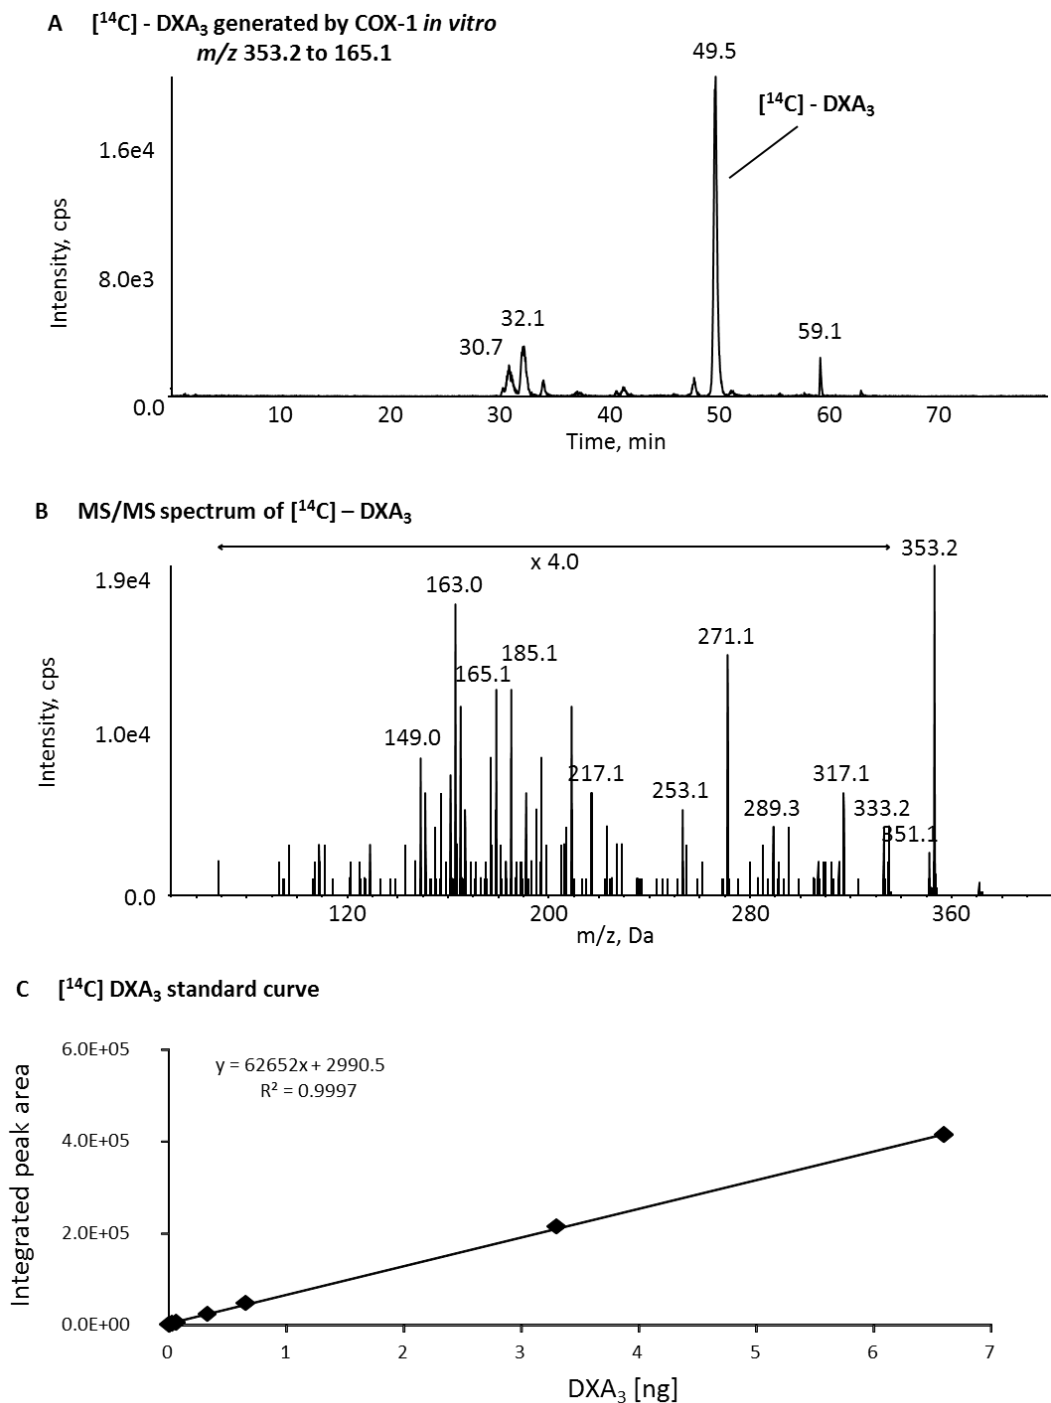 A [¹⁴C] - DXA₃ generated by COX-1 in vitro
m/z 353.2 to 165.1
49.5
[¹⁴C] - DXA₃
1.6e4
Intensity, cps
8.0e3
32.1
30.7
59.1
0.0
10 20 30 40 50 60 70
Time, min
B MS/MS spectrum of [¹⁴C] – DXA₃
353.2
x 4.0
1.9e4
163.0
271.1
185.1
165.1
Intensity, cps
1.0e4
149.0
217.1
317.1
253.1
289.3
333.2
351.1
0.0
120 200 280 360
m/z, Da
C [¹⁴C] DXA₃ standard curve
6.0E+05
y = 62652x + 2990.5
R² = 0.9997
Integrated peak area
4.0E+05
2.0E+05
0.0E+00
0 1 2 3 4 5 6 7
DXA₃ [ng]